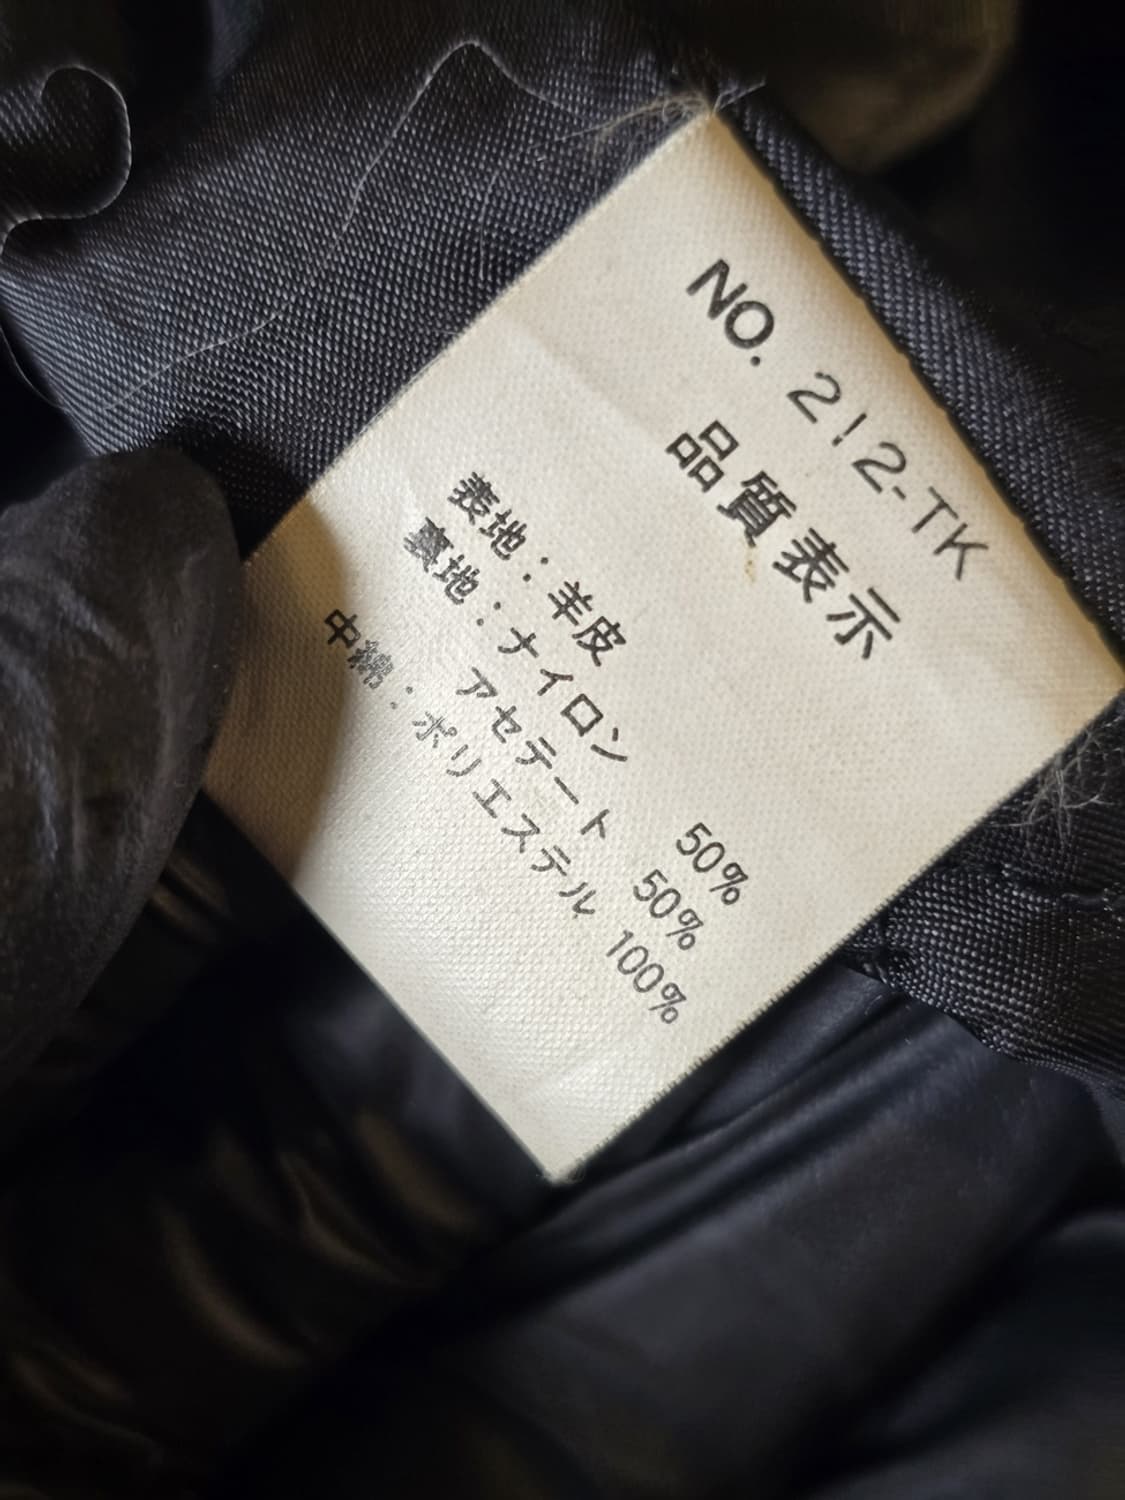 NO. 212-TK
品質表示
表地：羊皮
裏地：ナイロン 50%
アセテート 50%
中綿：ポリエステル 100%